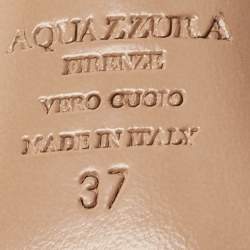 AQUAZZURA
FIRENZE
VERO CUOIO
MADE IN ITALY
37